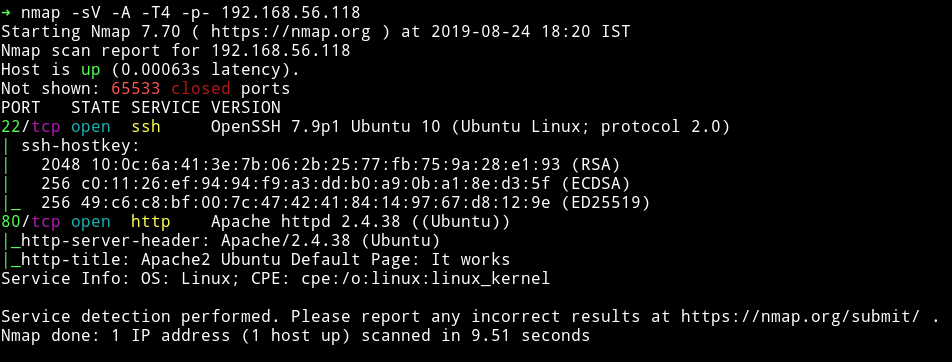 ➜ nmap -sV -A -T4 -p- 192.168.56.118
Starting Nmap 7.70 ( https://nmap.org ) at 2019-08-24 18:20 IST
Nmap scan report for 192.168.56.118
Host is up (0.00063s latency).
Not shown: 65533 closed ports
PORT   STATE SERVICE VERSION
22/tcp open  ssh     OpenSSH 7.9p1 Ubuntu 10 (Ubuntu Linux; protocol 2.0)
| ssh-hostkey:
|   2048 10:0c:6a:41:3e:7b:06:2b:25:77:fb:75:9a:28:e1:93 (RSA)
|   256 c0:11:26:ef:94:94:f9:a3:dd:b0:a9:0b:a1:8e:d3:5f (ECDSA)
|_  256 49:c6:c8:bf:00:7c:47:42:41:84:14:97:67:d8:12:9e (ED25519)
80/tcp open  http    Apache httpd 2.4.38 ((Ubuntu))
|_http-server-header: Apache/2.4.38 (Ubuntu)
|_http-title: Apache2 Ubuntu Default Page: It works
Service Info: OS: Linux; CPE: cpe:/o:linux:linux_kernel

Service detection performed. Please report any incorrect results at https://nmap.org/submit/ .
Nmap done: 1 IP address (1 host up) scanned in 9.51 seconds